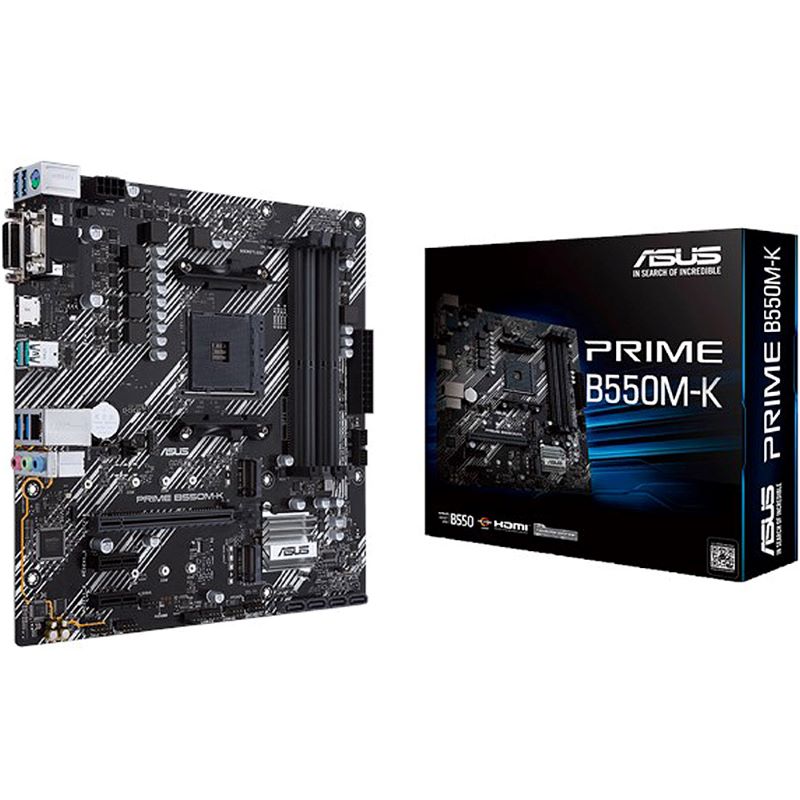 ASUS
PRIME B550M-K
ASUS
ASUS
IN SEARCH OF INCREDIBLE
PRIME
B550M-K
B550
HDMI
PRIME B550M-K
ASUS
IN SEARCH OF INCREDIBLE